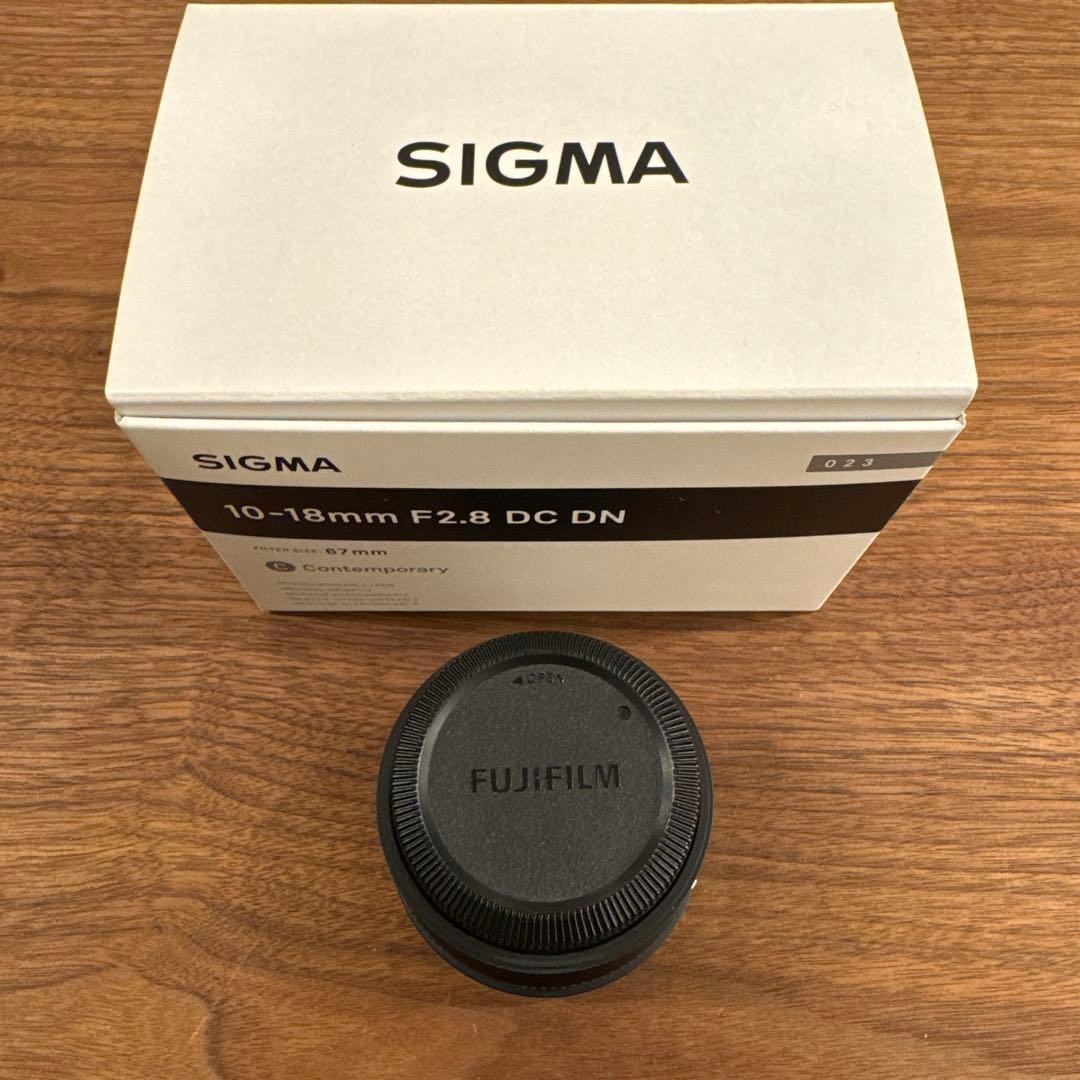 SIGMA
SIGMA
023
10-18mm F2.8 DC DN
FILTER SIZE: 67mm
C Contemporary
◀OPEN
FUJIFILM